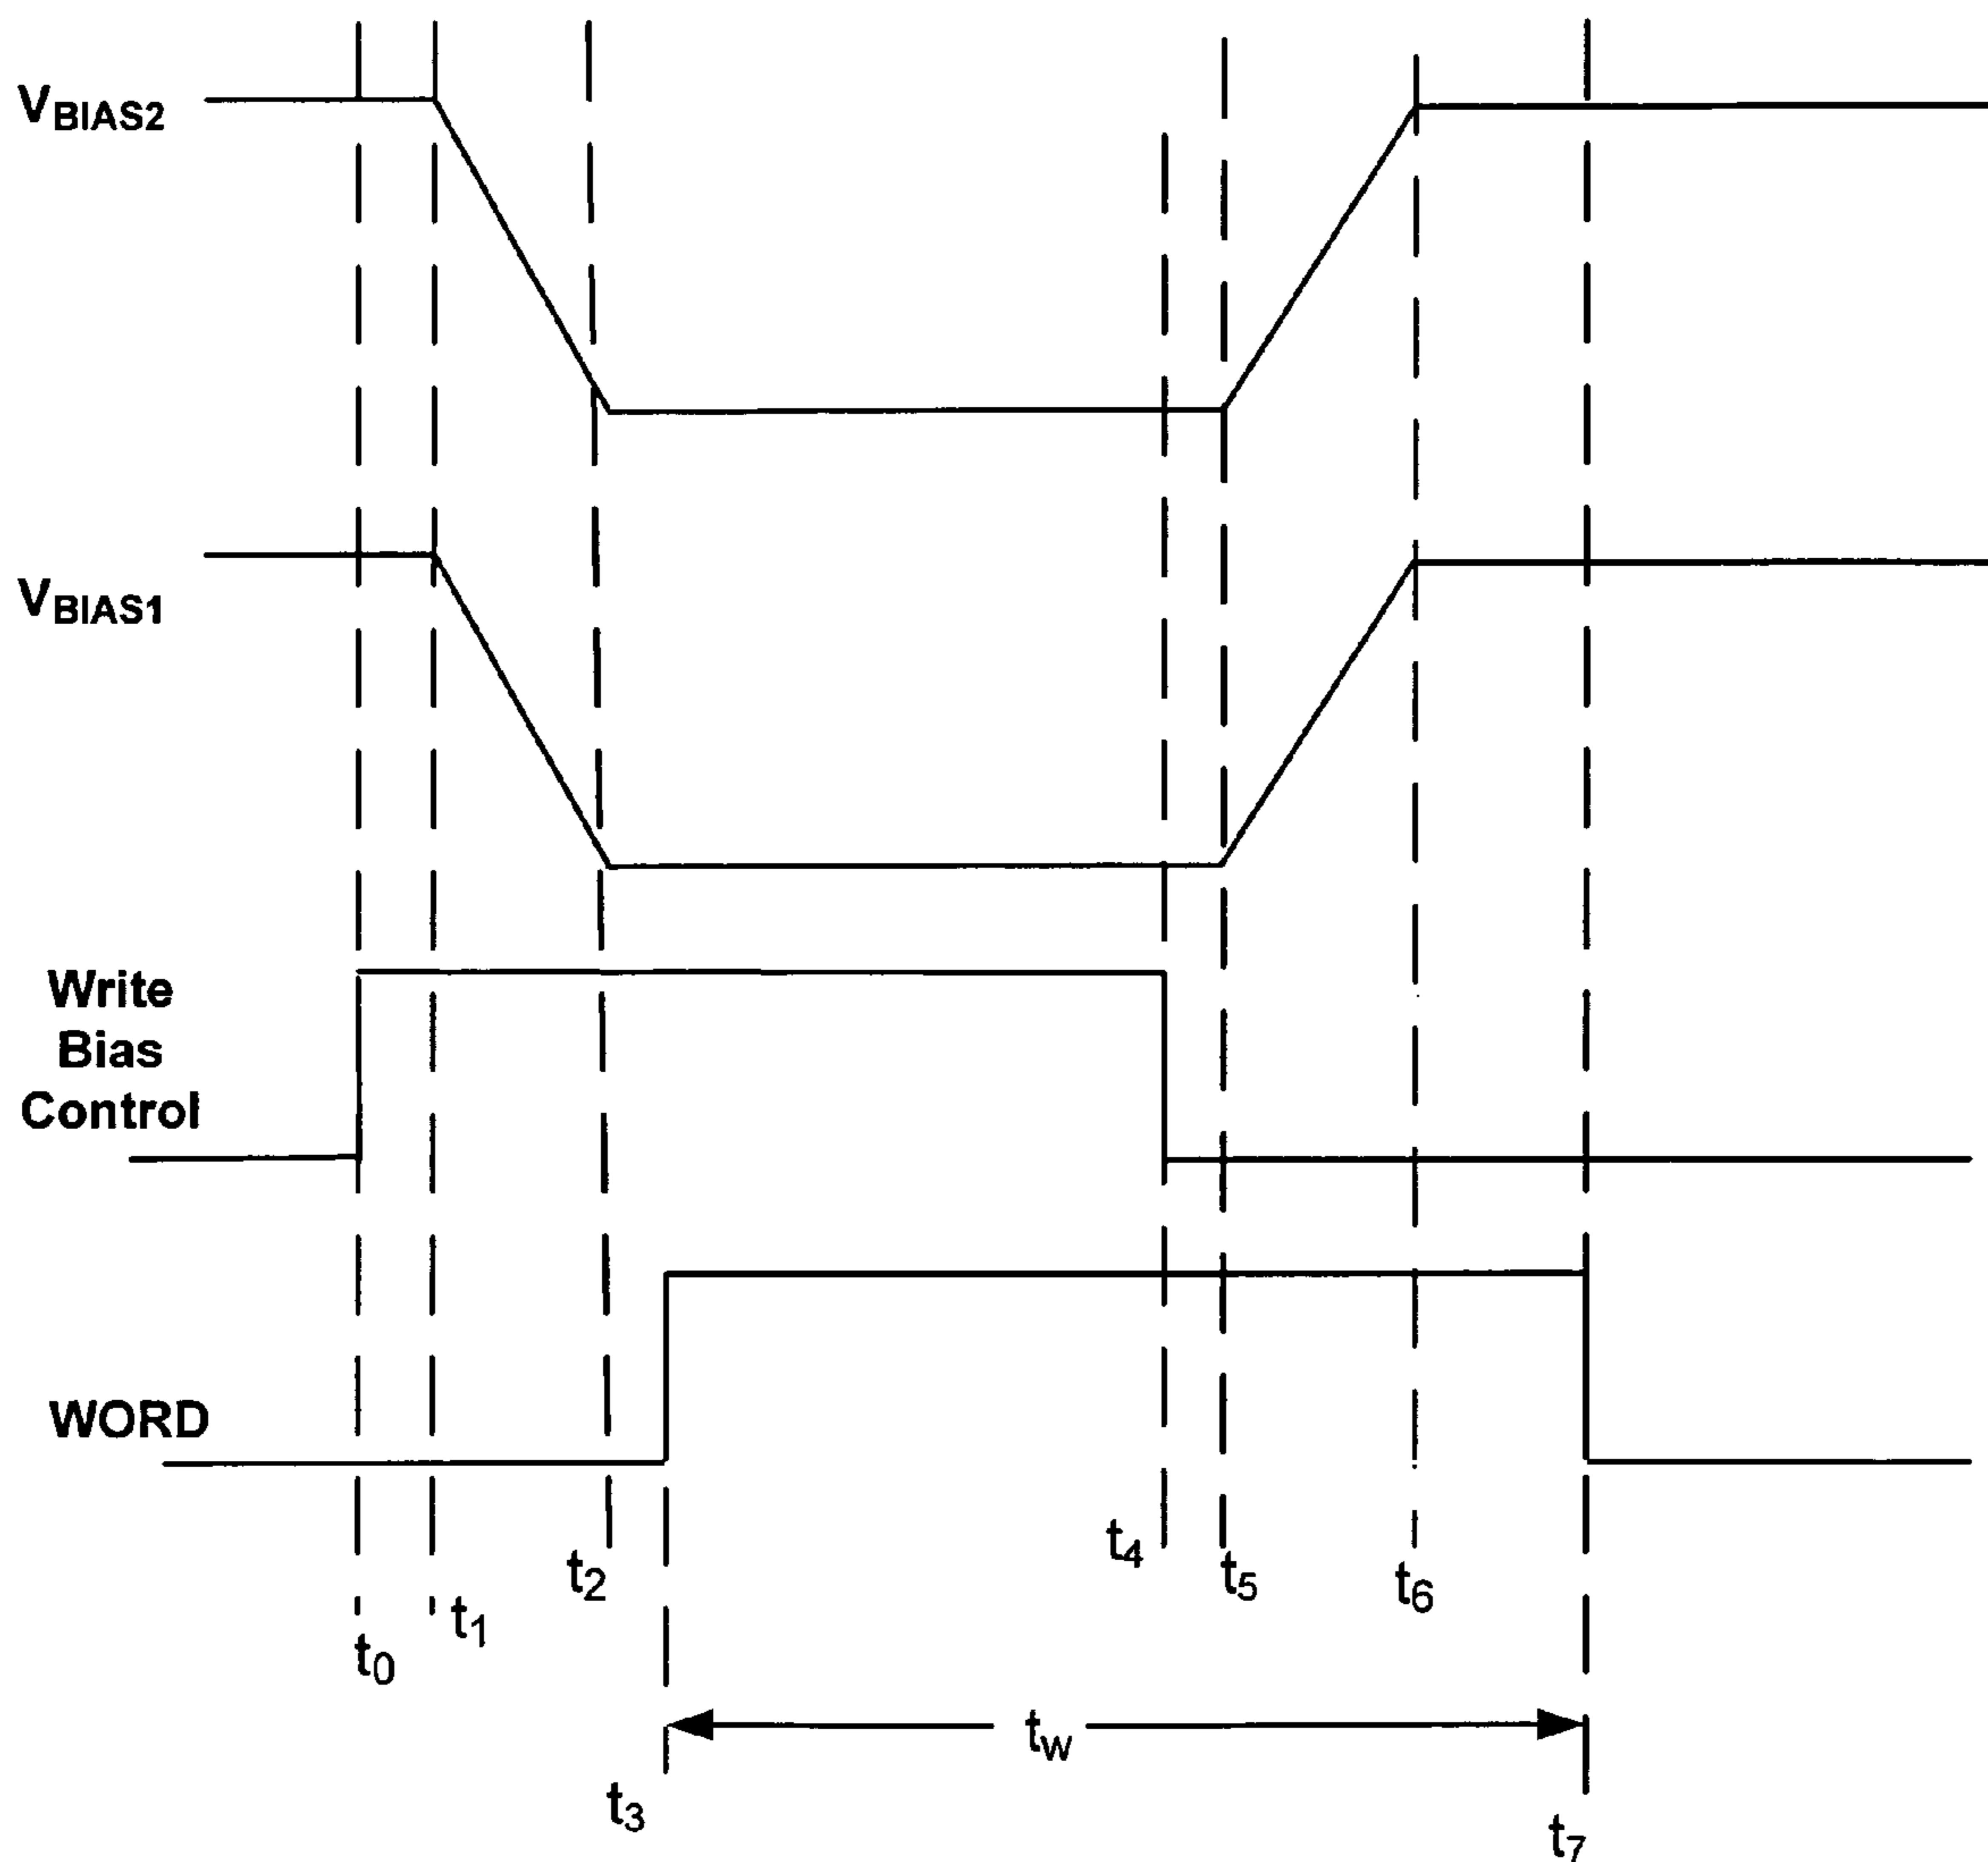 VBIAS2
VBIAS1
Write
Bias
Control
WORD
t4
t2
t5
t6
t1
t0
tW
t3
t7